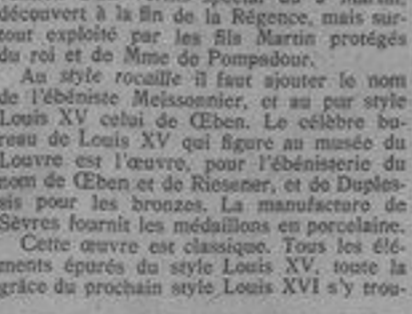 découvert à la fin de la Régence, mais sur-
tout exploité par les fils Martin protégés
du roi et de Mme de Pompadour.
Au style rocaille il faut ajouter le nom
de l'ébéniste Meissonnier, et au pur style
Louis XV celui de Œben. Le célèbre bu-
reau de Louis XV qui figure au musée du
Louvre est l'œuvre, pour l'ébénisterie du
nom de Œben et de Riesener, et de Duples-
sis pour les bronzes. La manufacture de
Sèvres fournit les médaillons en porcelaine.
Cette œuvre est classique. Tous les élé-
ments épurés du style Louis XV, toute la
grâce du prochain style Louis XVI s'y trou-